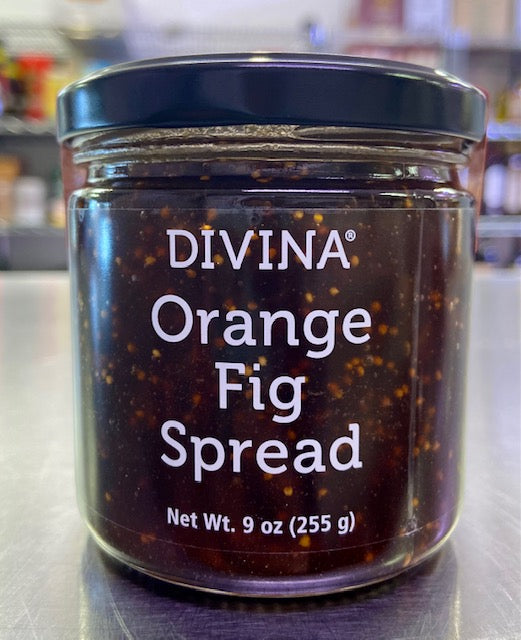 DIVINA®
Orange
Fig
Spread
Net Wt. 9 oz (255 g)